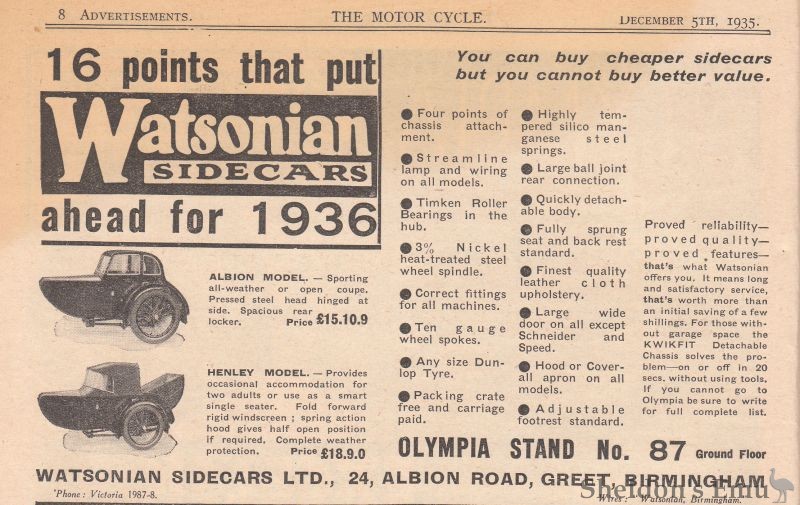 8 ADVERTISEMENTS. THE MOTOR CYCLE. DECEMBER 5TH, 1935.
16 points that put
Watsonian
SIDECARS
ahead for 1936
ALBION MODEL. — Sporting
all-weather or open coupe.
Pressed steel head hinged at
side. Spacious rear
locker. Price £15.10.9
HENLEY MODEL. — Provides
occasional accommodation for
two adults or use as a smart
single seater. Fold forward
rigid windscreen ; spring action
hood gives half open position
if required. Complete weather
protection. Price £18.9.0
You can buy cheaper sidecars
but you cannot buy better value.
● Four points of
chassis attach-
ment.
● Streamline
lamp and wiring
on all models.
● Timken Roller
Bearings in the
hub.
● 3% Nickel
heat-treated steel
wheel spindle.
● Correct fittings
for all machines.
● Ten gauge
wheel spokes.
● Any size Dun-
lop Tyre.
● Packing crate
free and carriage
paid.
● Highly tem-
pered silico man-
ganese steel
springs.
● Large ball joint
rear connection.
● Quickly detach-
able body.
● Fully sprung
seat and back rest
standard.
● Finest quality
leather cloth
upholstery.
● Large wide
door on all except
Schneider and
Speed.
● Hood or Cover-
all apron on all
models.
● Adjustable
footrest standard.
Proved reliability—
proved quality—
proved features—
that's what Watsonian
offers you. It means long
and satisfactory service,
that's worth more than
an initial saving of a few
shillings. For those with-
out garage space the
KWIKFIT Detachable
Chassis solves the pro-
blem—on or off in 20
secs. without using tools.
If you cannot go to
Olympia be sure to write
for full complete list.
OLYMPIA STAND No. 87 Ground Floor
WATSONIAN SIDECARS LTD., 24, ALBION ROAD, GREET, BIRMINGHAM
'Phone : Victoria 1987-8. Wires : "Watsonian, Birmingham.
Sheldon's Emu